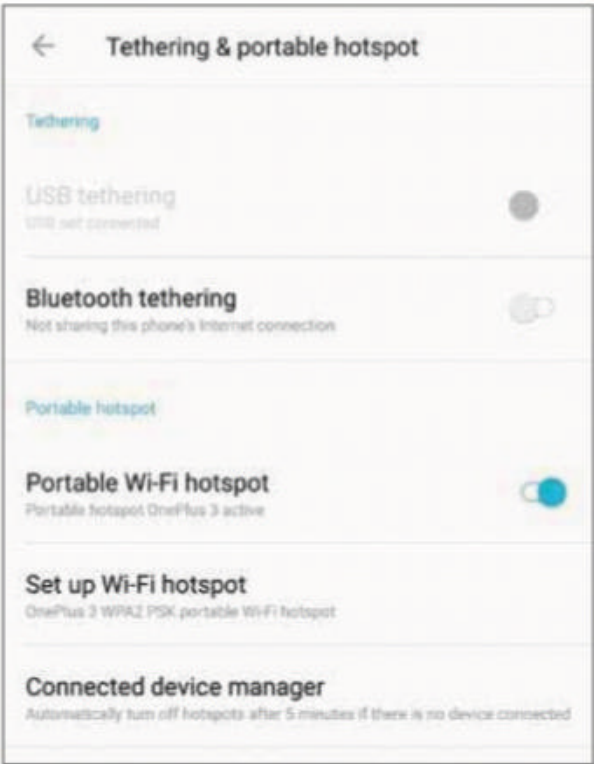 Tethering & portable hotspot
Tethering
USB tethering
USB not connected
Bluetooth tethering
Not sharing this phone's Internet connection
Portable hotspot
Portable Wi-Fi hotspot
Portable hotspot OnePlus 3 active
Set up Wi-Fi hotspot
OnePlus 3 WPA2 PSK portable Wi-Fi hotspot
Connected device manager
Automatically turn off hotspots after 5 minutes if there is no device connected